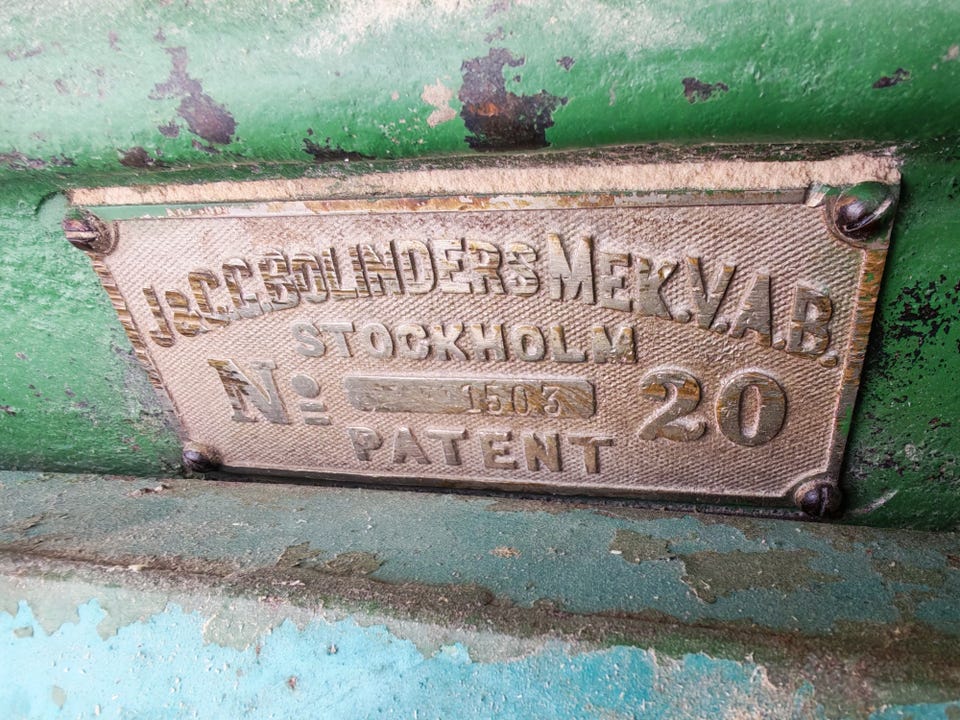 J & C.G. BOLINDERS MEK. V. A.B.
STOCKHOLM
No 1503 20
PATENT